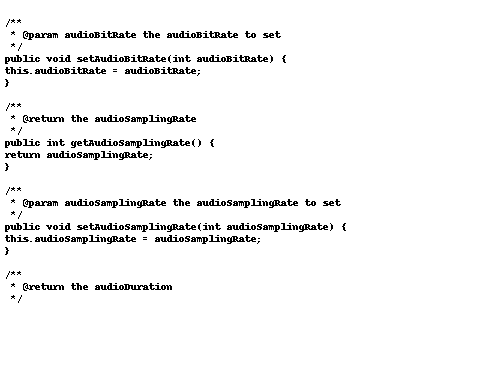 /**
 * @param audioBitRate the audioBitRate to set
 */
public void setAudioBitRate(int audioBitRate) {
this.audioBitRate = audioBitRate;
}
/**
 * @return the audioSamplingRate
 */
public int getAudioSamplingRate() {
return audioSamplingRate;
}
/**
 * @param audioSamplingRate the audioSamplingRate to set
 */
public void setAudioSamplingRate(int audioSamplingRate) {
this.audioSamplingRate = audioSamplingRate;
}
/**
 * @return the audioDuration
 */